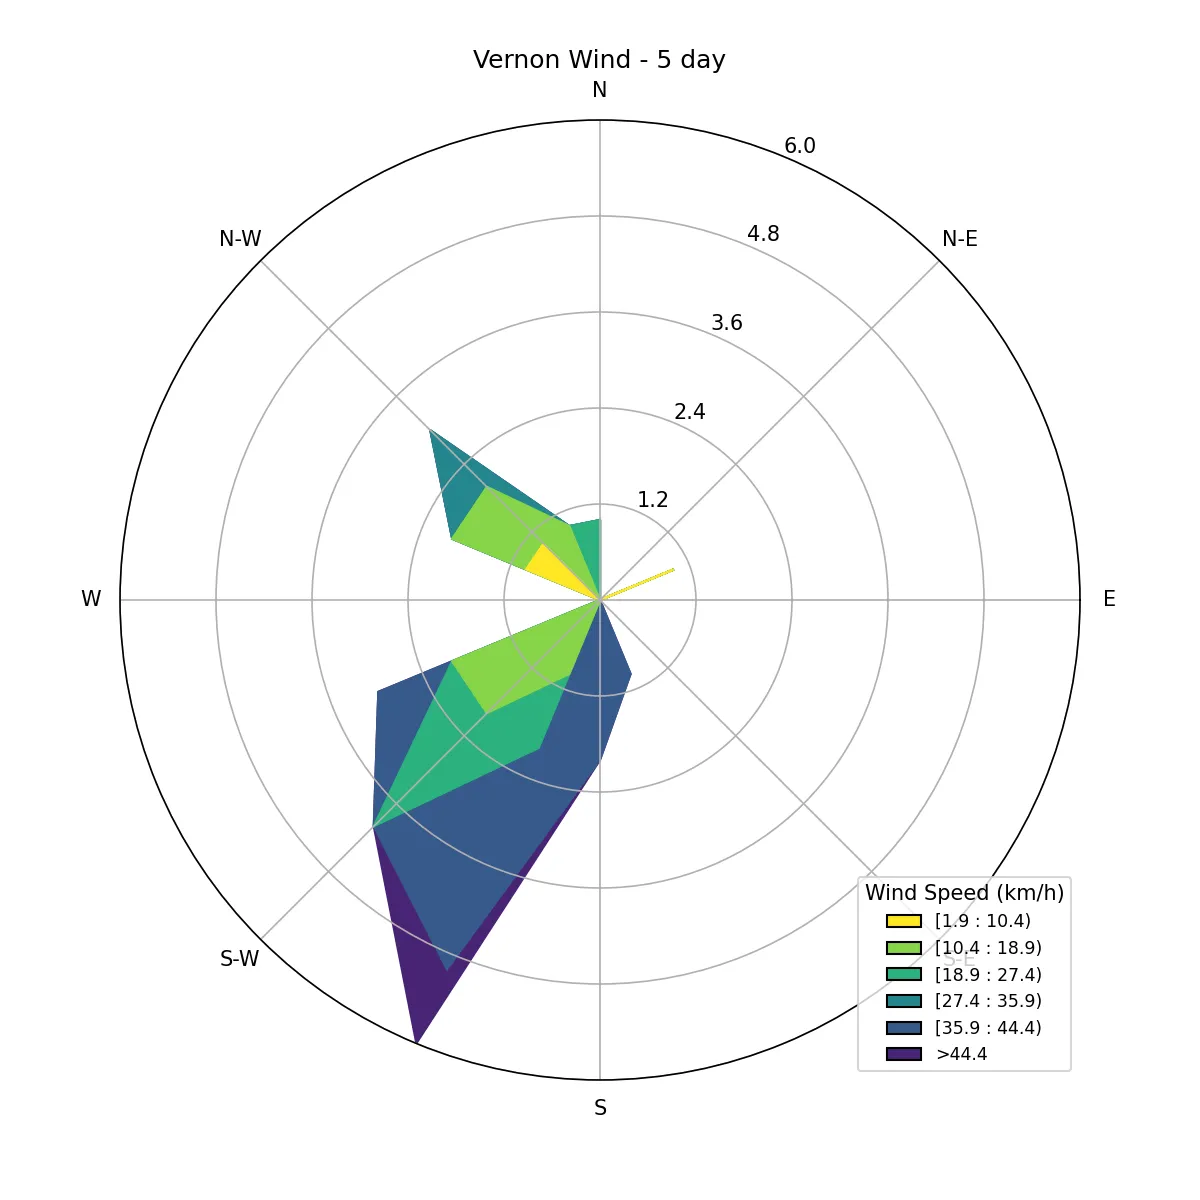 Vernon Wind - 5 day
N
6.0
4.8
N-W
N-E
3.6
2.4
1.2
W
E
Wind Speed (km/h)
[1.9 : 10.4)
[10.4 : 18.9)
S-W
S-E
[18.9 : 27.4)
[27.4 : 35.9)
[35.9 : 44.4)
>44.4
S